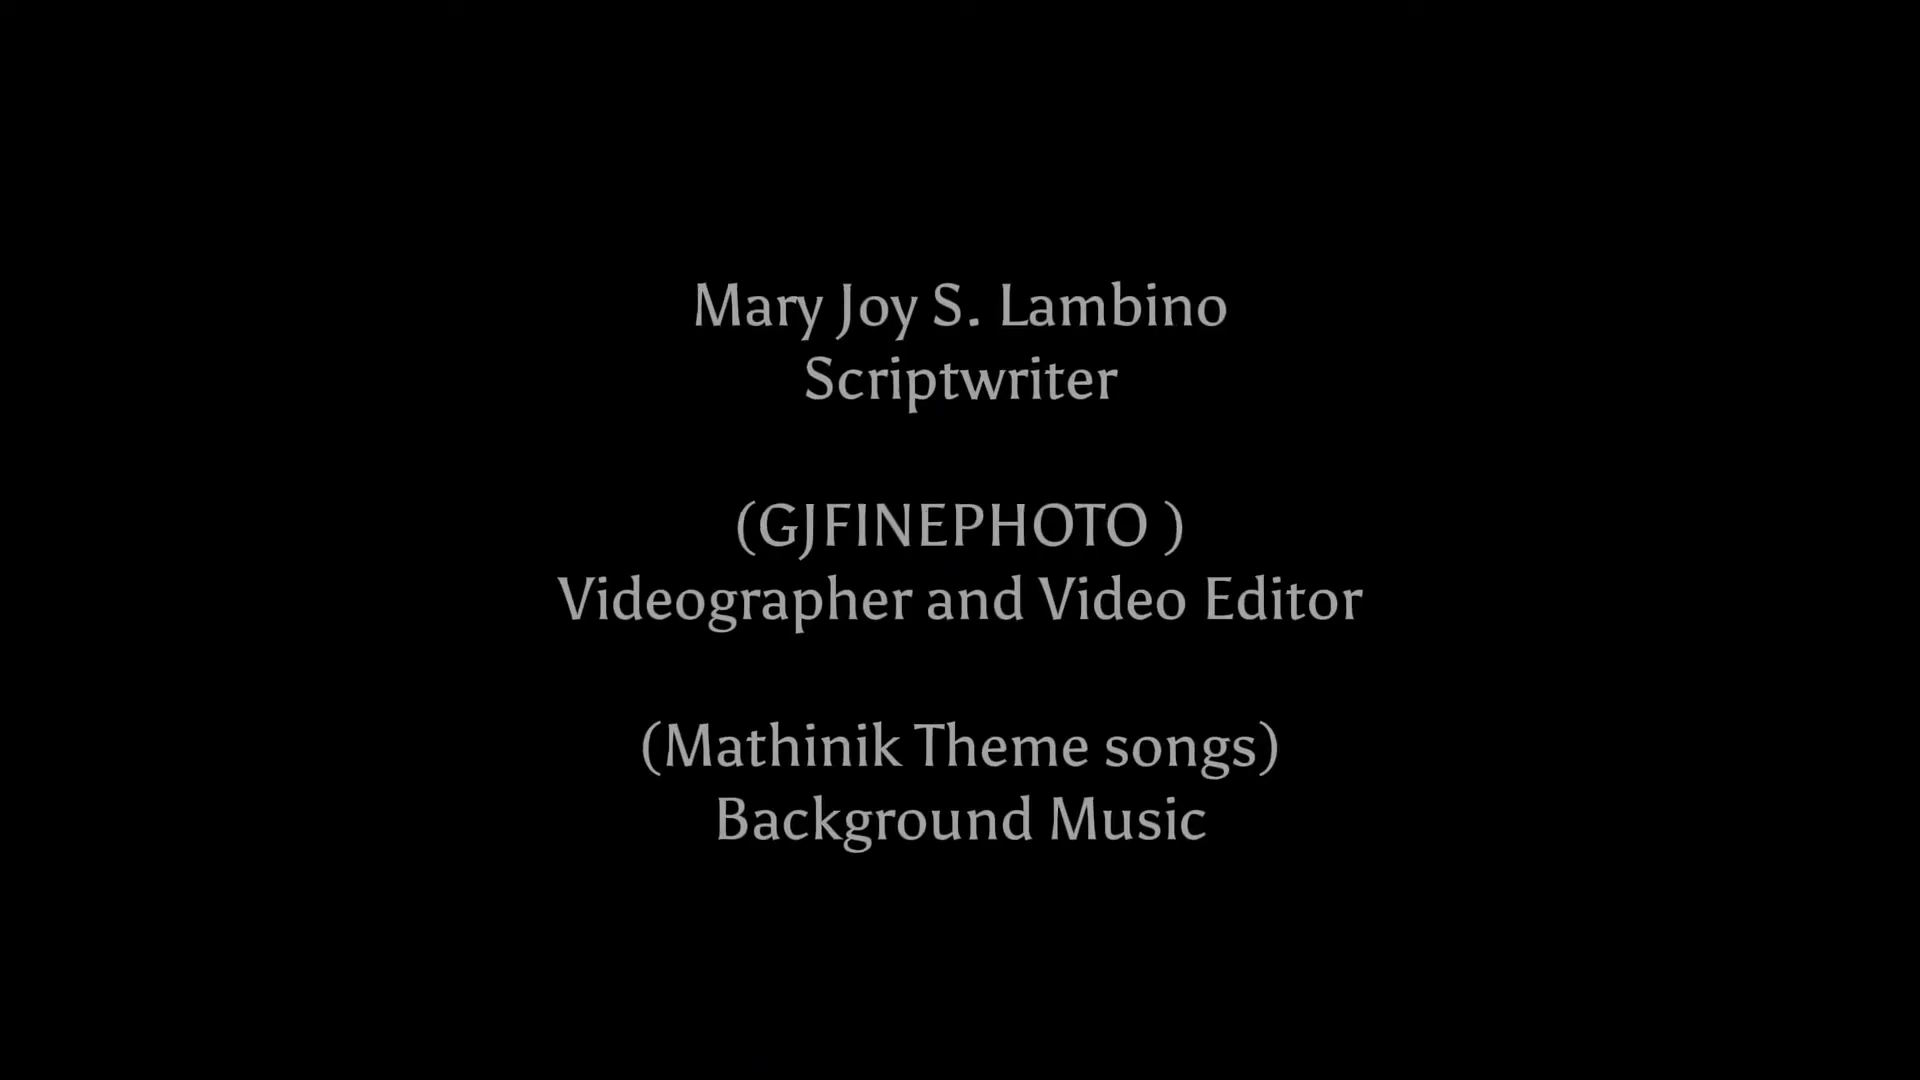 Mary Joy S. Lambino
Scriptwriter
(GJFINEPHOTO )
Videographer and Video Editor
(Mathinik Theme songs)
Background Music